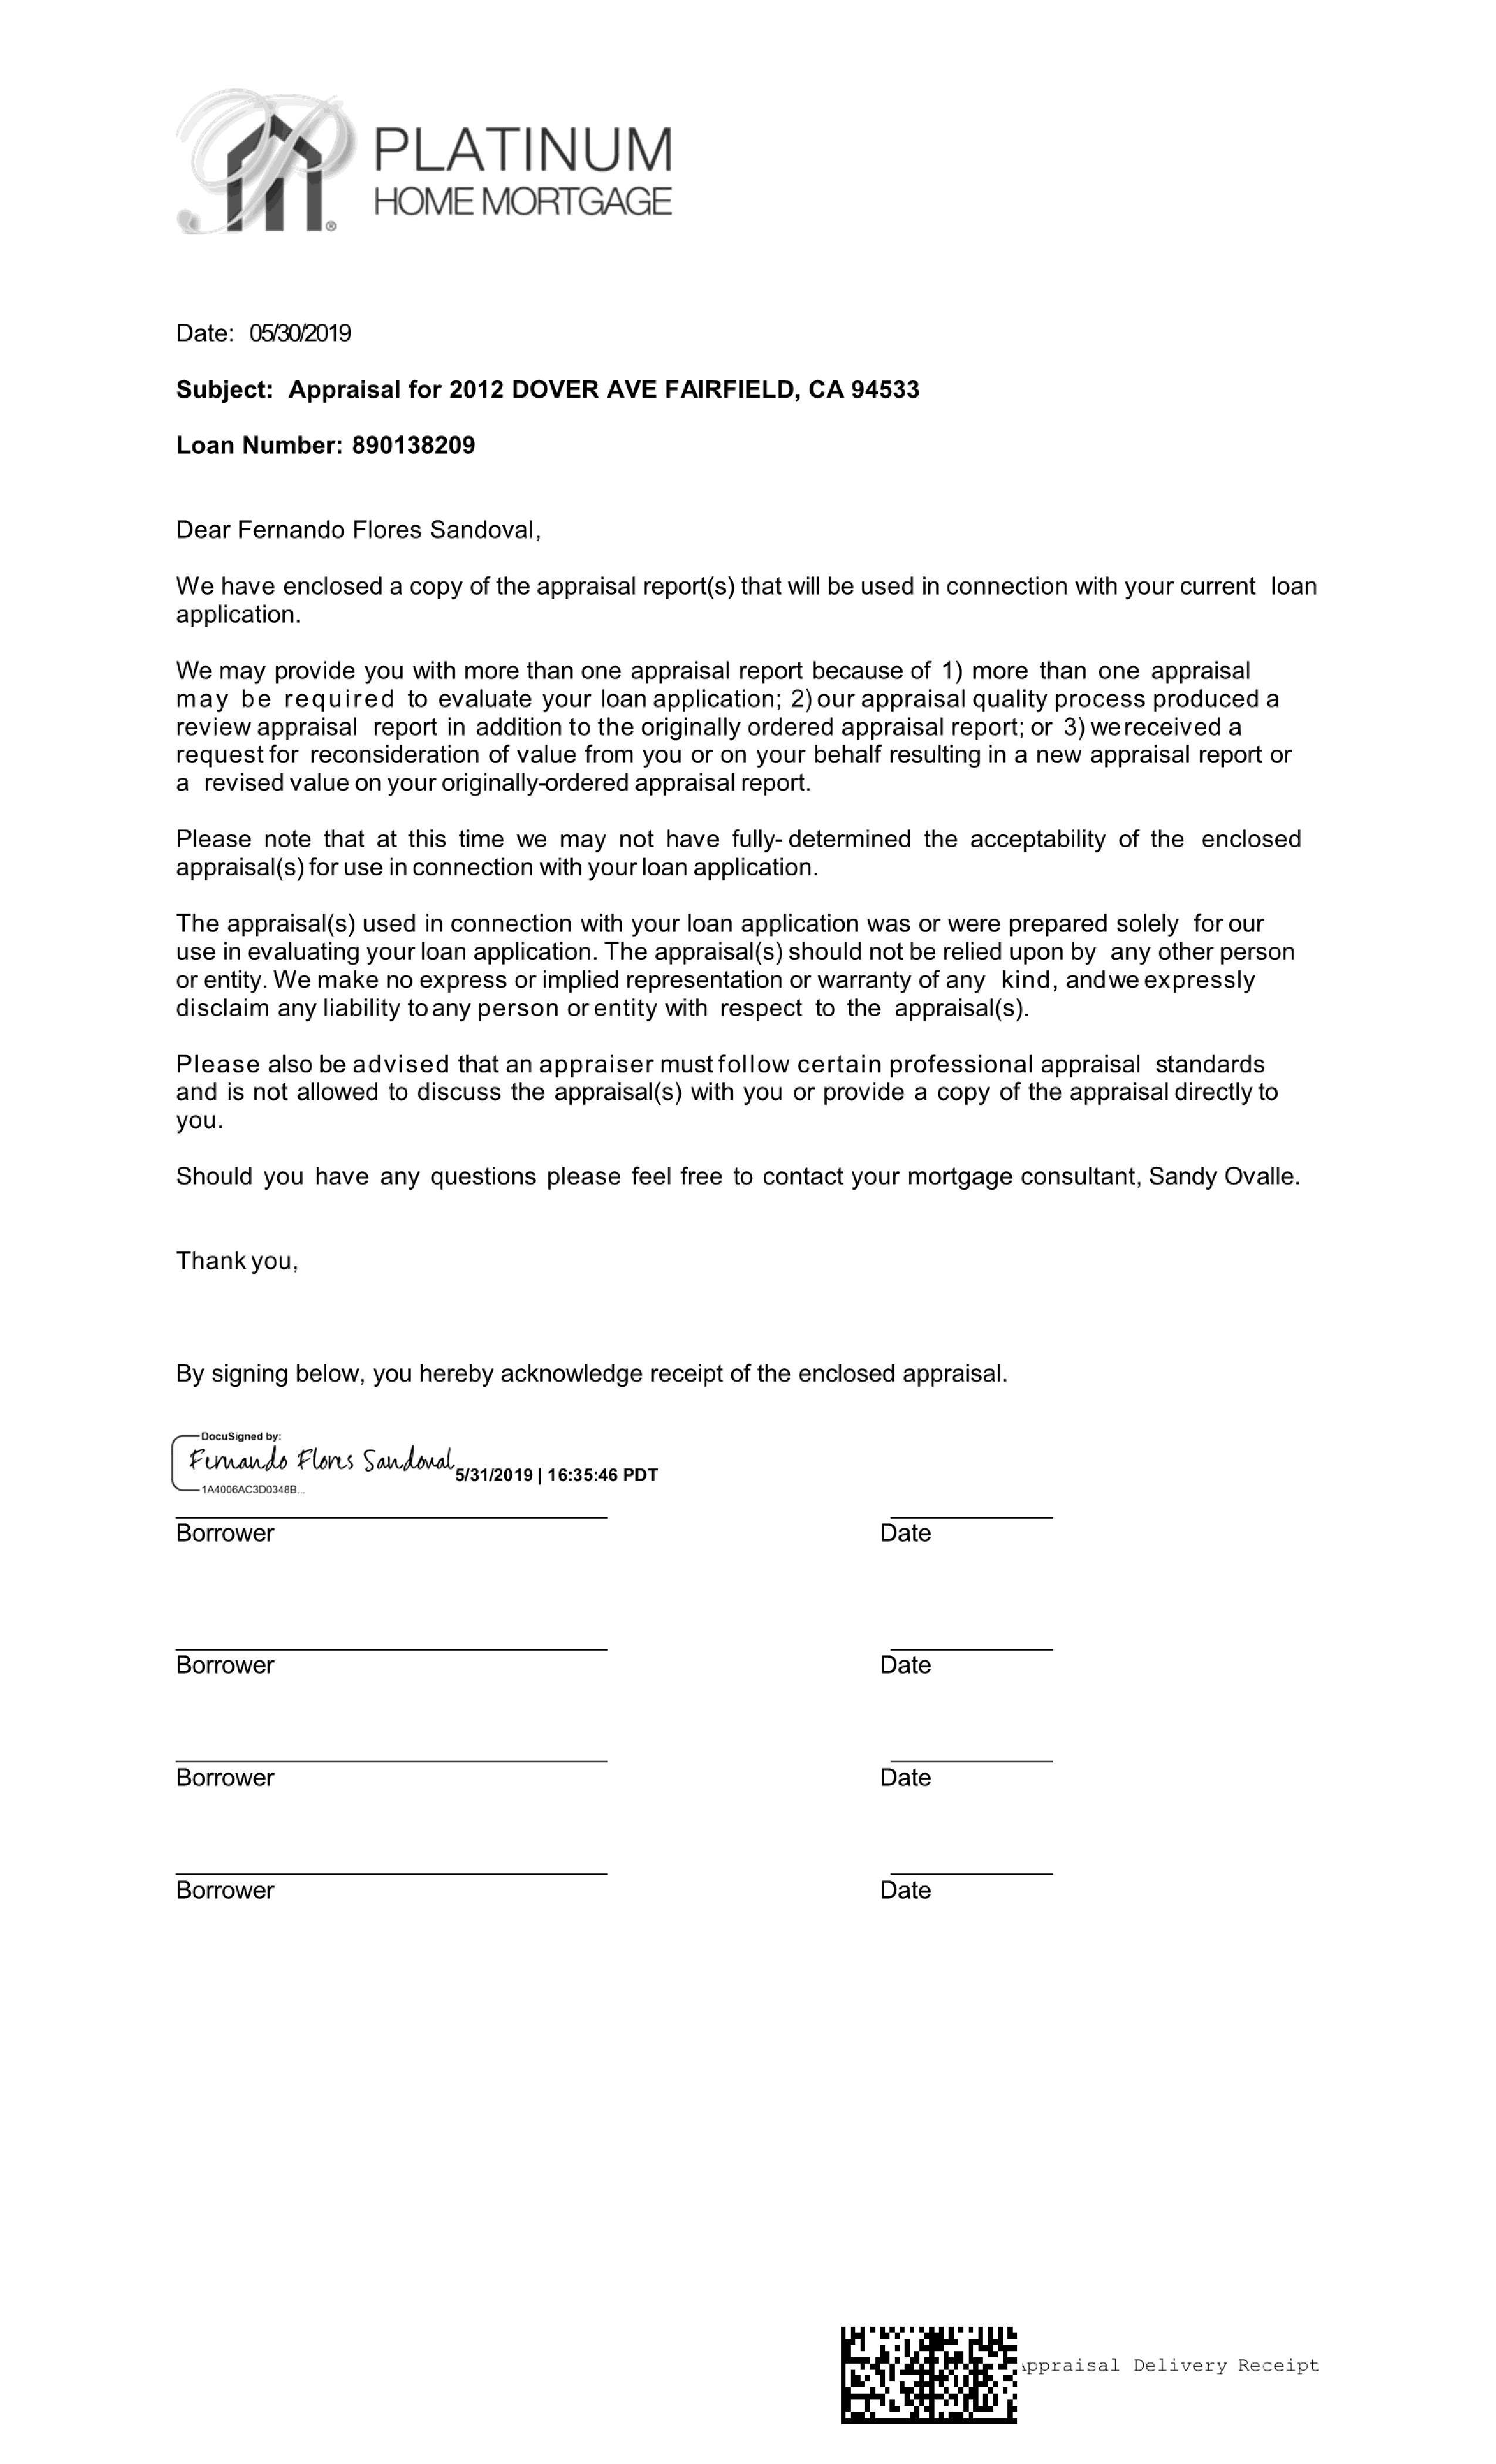 PLATINUM
HOME MORTGAGE
Date: 05/30/2019
Subject: Appraisal for 2012 DOVER AVE FAIRFIELD, CA 94533
Loan Number: 890138209
Dear Fernando Flores Sandoval,
We have enclosed a copy of the appraisal report(s) that will be used in connection with your current loan
application.
We may provide you with more than one appraisal report because of 1) more than one appraisal
may be required to evaluate your loan application; 2) our appraisal quality process produced a
review appraisal report in addition to the originally ordered appraisal report; or 3) we received a
request for reconsideration of value from you or on your behalf resulting in a new appraisal report or
a revised value on your originally-ordered appraisal report.
Please note that at this time we may not have fully- determined the acceptability of the enclosed
appraisal(s) for use in connection with your loan application.
The appraisal(s) used in connection with your loan application was or were prepared solely for our
use in evaluating your loan application. The appraisal(s) should not be relied upon by any other person
or entity. We make no express or implied representation or warranty of any kind, and we expressly
disclaim any liability to any person or entity with respect to the appraisal(s).
Please also be advised that an appraiser must follow certain professional appraisal standards
and is not allowed to discuss the appraisal(s) with you or provide a copy of the appraisal directly to
you.
Should you have any questions please feel free to contact your mortgage consultant, Sandy Ovalle.
Thank you,
By signing below, you hereby acknowledge receipt of the enclosed appraisal.
DocuSigned by:
Fernando Flores Sandoval 5/31/2019 | 16:35:46 PDT
1A4006AC3D0348B...
Borrower Date
Borrower Date
Borrower Date
Borrower Date
ppraisal Delivery Receipt